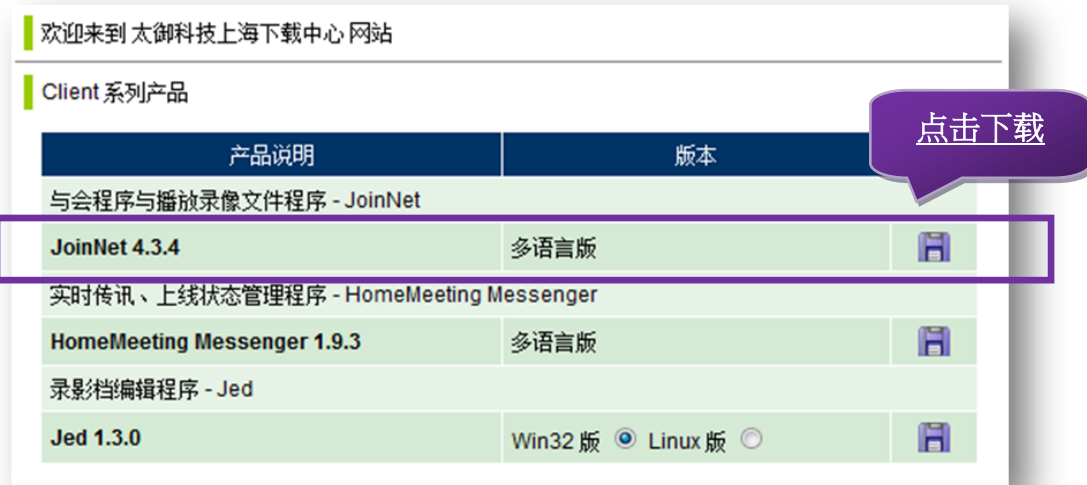 欢迎来到 太御科技上海下载中心 网站
Client 系列产品
点击下载
产品说明 版本
与会程序与播放录像文件程序 - JoinNet
JoinNet 4.3.4 多语言版
实时传讯、上线状态管理程序 - HomeMeeting Messenger
HomeMeeting Messenger 1.9.3 多语言版
录影档编辑程序 - Jed
Jed 1.3.0 Win32 版 Linux 版